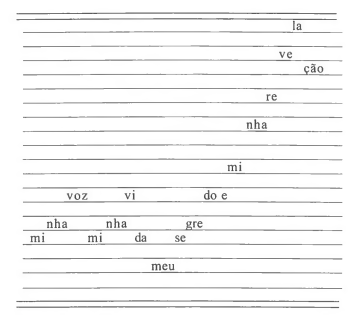 la
ve
ção
re
nha
mi
voz vi do e
nha nha gre
mi mi da se
meu